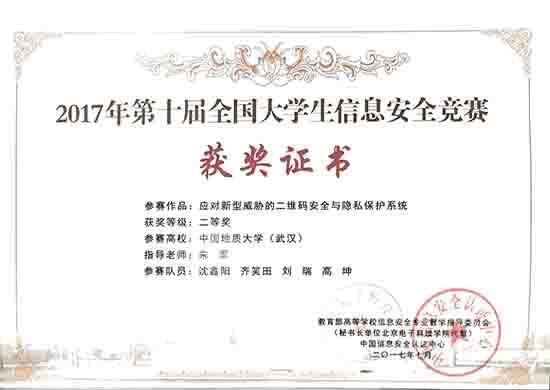 2017年第十届全国大学生信息安全竞赛
获奖证书
参赛作品：应对新型威胁的二维码安全与隐私保护系统
获奖等级：二等奖
参赛高校：中国地质大学（武汉）
指导老师：朱
参赛队员：沈鑫阳 齐笑田 刘 瑞 高 坤
教育部高等学校信息安全专业教学指导委员会
（秘书长单位北京电子科技学院代章）
中国信息安全认证中心
二〇一七年七月